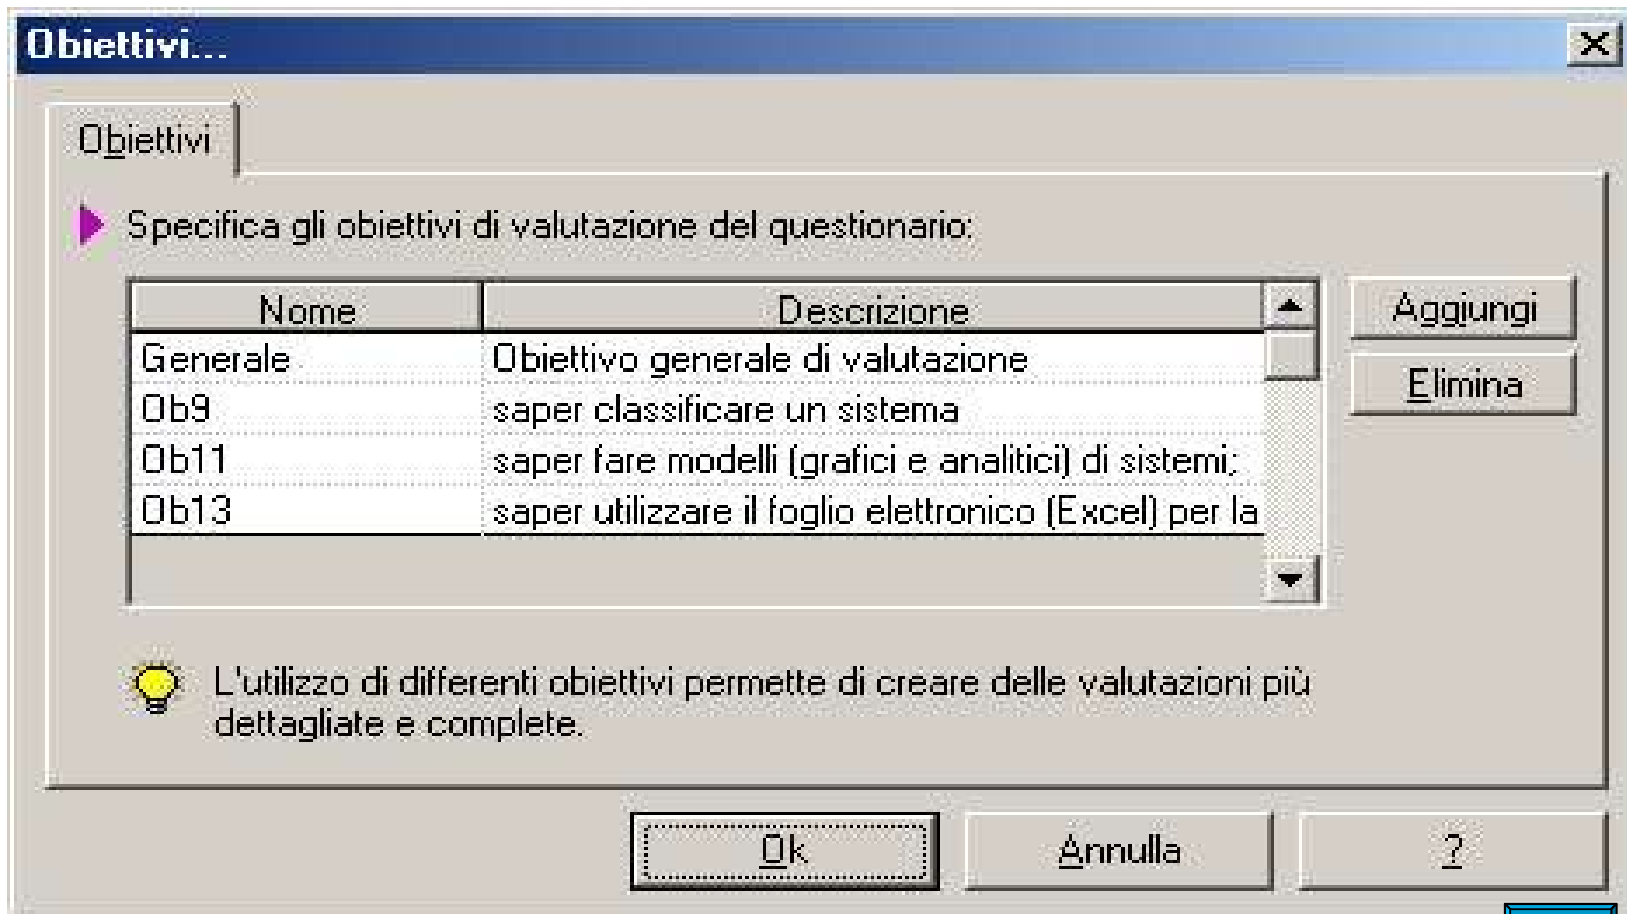 Obiettivi...
Obiettivi
Specifica gli obiettivi di valutazione del questionario:
Nome Descrizione
Generale Obiettivo generale di valutazione
Ob9 saper classificare un sistema
Ob11 saper fare modelli (grafici e analitici) di sistemi;
Ob13 saper utilizzare il foglio elettronico (Excel) per la
Aggiungi
Elimina
L'utilizzo di differenti obiettivi permette di creare delle valutazioni più
dettagliate e complete.
Ok Annulla ?